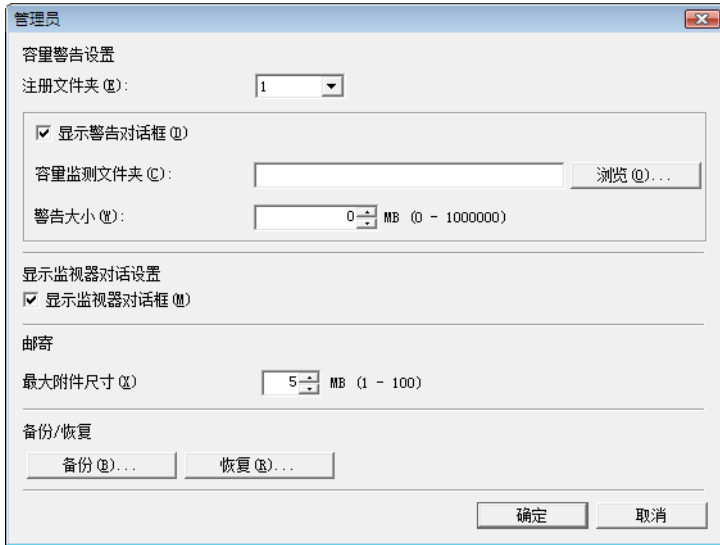 管理员
容量警告设置
注册文件夹(E): 1
显示警告对话框(D)
容量监测文件夹(C): 浏览(O)...
警告大小(W): 0 MB (0 - 1000000)
显示监视器对话设置
显示监视器对话框(M)
邮寄
最大附件尺寸(X) 5 MB (1 - 100)
备份/恢复
备份(B)... 恢复(R)...
确定 取消